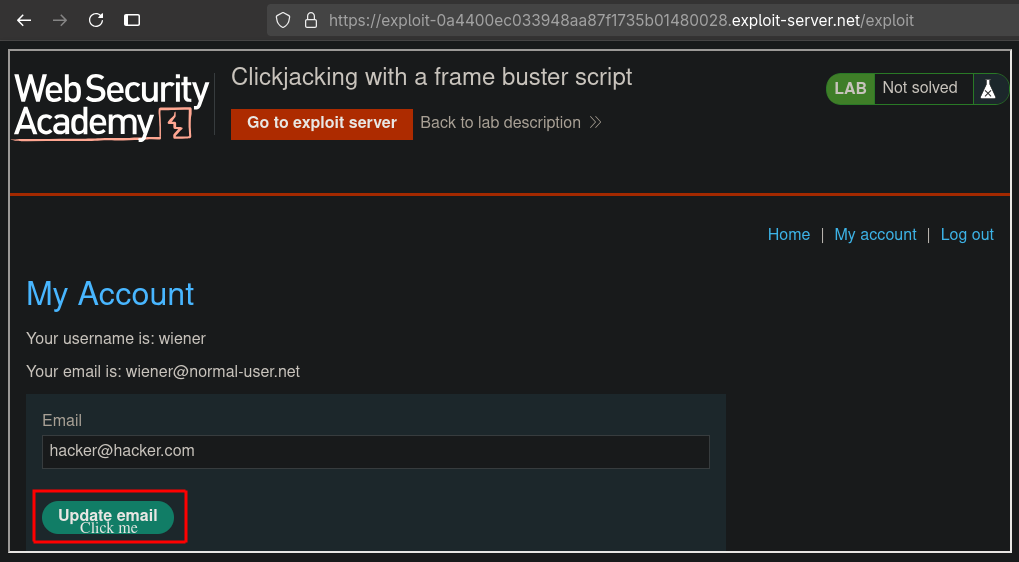 https://exploit-0a4400ec033948aa87f1735b01480028.exploit-server.net/exploit
Web Security
Academy
Clickjacking with a frame buster script
LAB Not solved
Go to exploit server Back to lab description
Home | My account | Log out
My Account
Your username is: wiener
Your email is: wiener@normal-user.net
Email
hacker@hacker.com
Update email
Click me